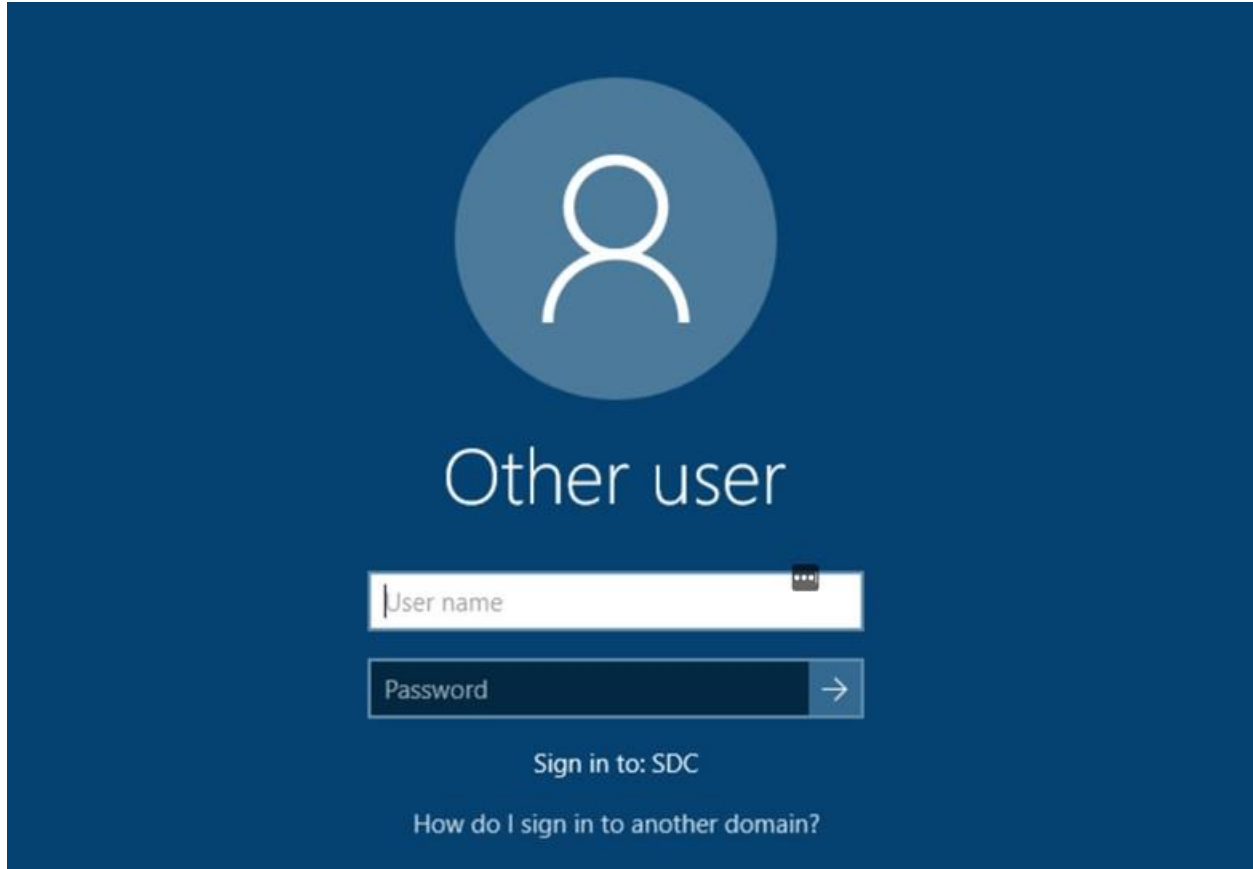 Other user
User name
Password
Sign in to: SDC
How do I sign in to another domain?